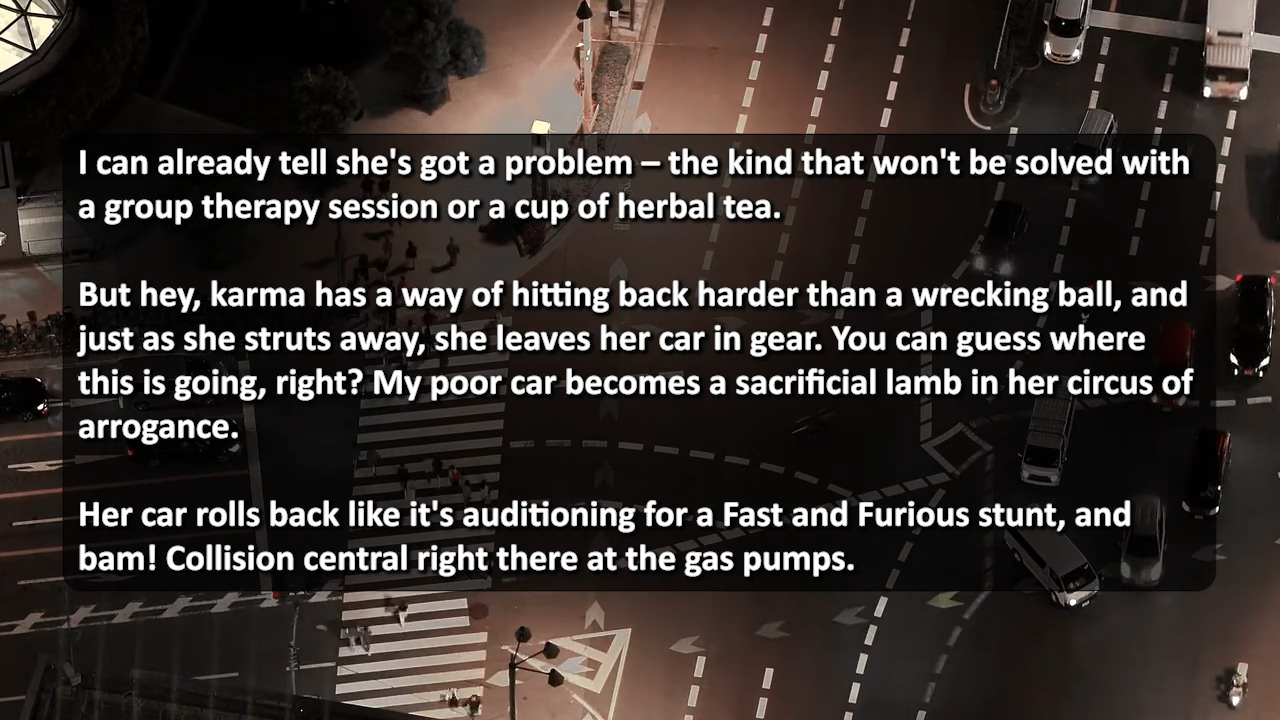 I can already tell she's got a problem – the kind that won't be solved with
a group therapy session or a cup of herbal tea.
But hey, karma has a way of hitting back harder than a wrecking ball, and
just as she struts away, she leaves her car in gear. You can guess where
this is going, right? My poor car becomes a sacrificial lamb in her circus of
arrogance.
Her car rolls back like it's auditioning for a Fast and Furious stunt, and
bam! Collision central right there at the gas pumps.